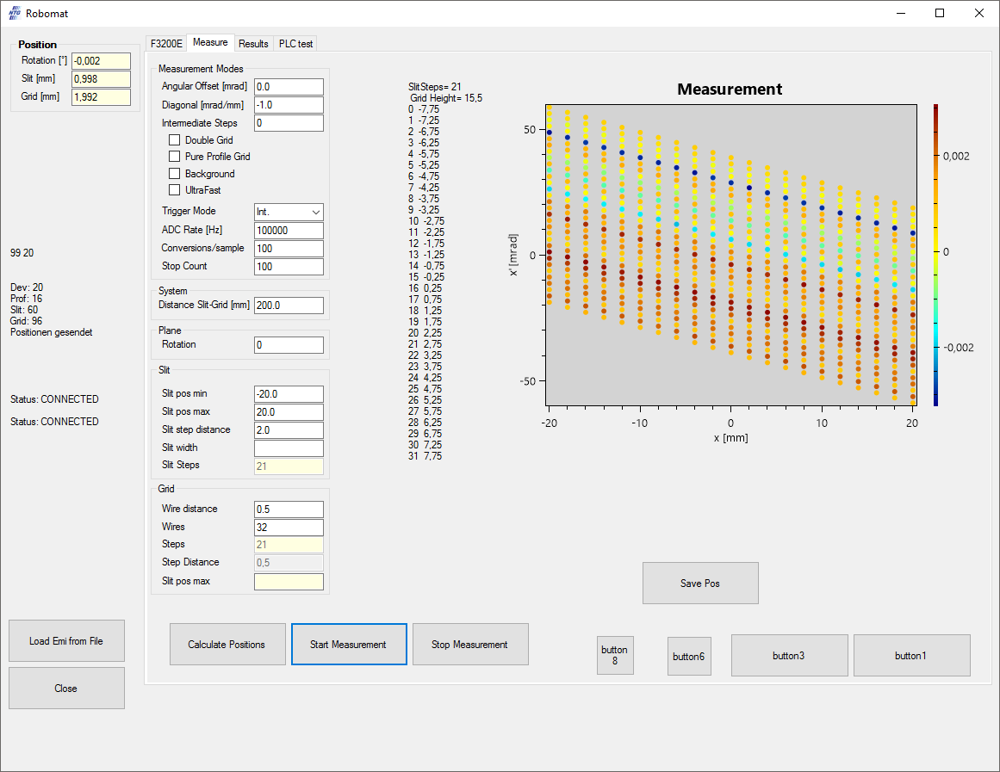 NTG
Robomat
Position
Rotation [°] -0,002
Slit [mm] 0,998
Grid [mm] 1,992
99 20
Dev: 20
Prof: 16
Slit: 60
Grid: 96
Positionen gesendet
Status: CONNECTED
Status: CONNECTED
Load Emi from File
Close
F3200E Measure Results PLC test
Measurement Modes
Angular Offset [mrad] 0.0
Diagonal [mrad/mm] -1.0
Intermediate Steps 0
Double Grid
Pure Profile Grid
Background
UltraFast
Trigger Mode Int.
ADC Rate [Hz] 100000
Conversions/sample 100
Stop Count 100
System
Distance Slit-Grid [mm] 200.0
Plane
Rotation 0
Slit
Slit pos min -20.0
Slit pos max 20.0
Slit step distance 2.0
Slit width
Slit Steps 21
Grid
Wire distance 0.5
Wires 32
Steps 21
Step Distance 0,5
Slit pos max
SlitSteps= 21
Grid Height= 15,5
0 -7,75
1 -7,25
2 -6,75
3 -6,25
4 -5,75
5 -5,25
6 -4,75
7 -4,25
8 -3,75
9 -3,25
10 -2,75
11 -2,25
12 -1,75
13 -1,25
14 -0,75
15 -0,25
16 0,25
17 0,75
18 1,25
19 1,75
20 2,25
21 2,75
22 3,25
23 3,75
24 4,25
25 4,75
26 5,25
27 5,75
28 6,25
29 6,75
30 7,25
31 7,75
Measurement
x' [mrad]
50
0
-50
-20 -10 0 10 20
x [mm]
0,002
0
-0,002
Save Pos
Calculate Positions
Start Measurement
Stop Measurement
button
8
button6
button3
button1